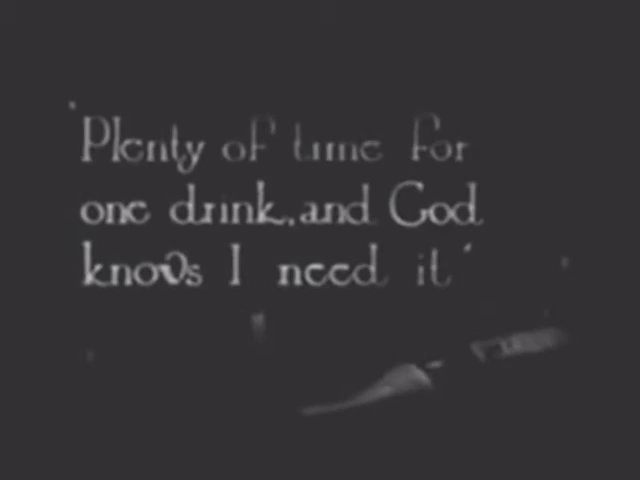 'Plenty of time for
one drink, and God
knows I need it'